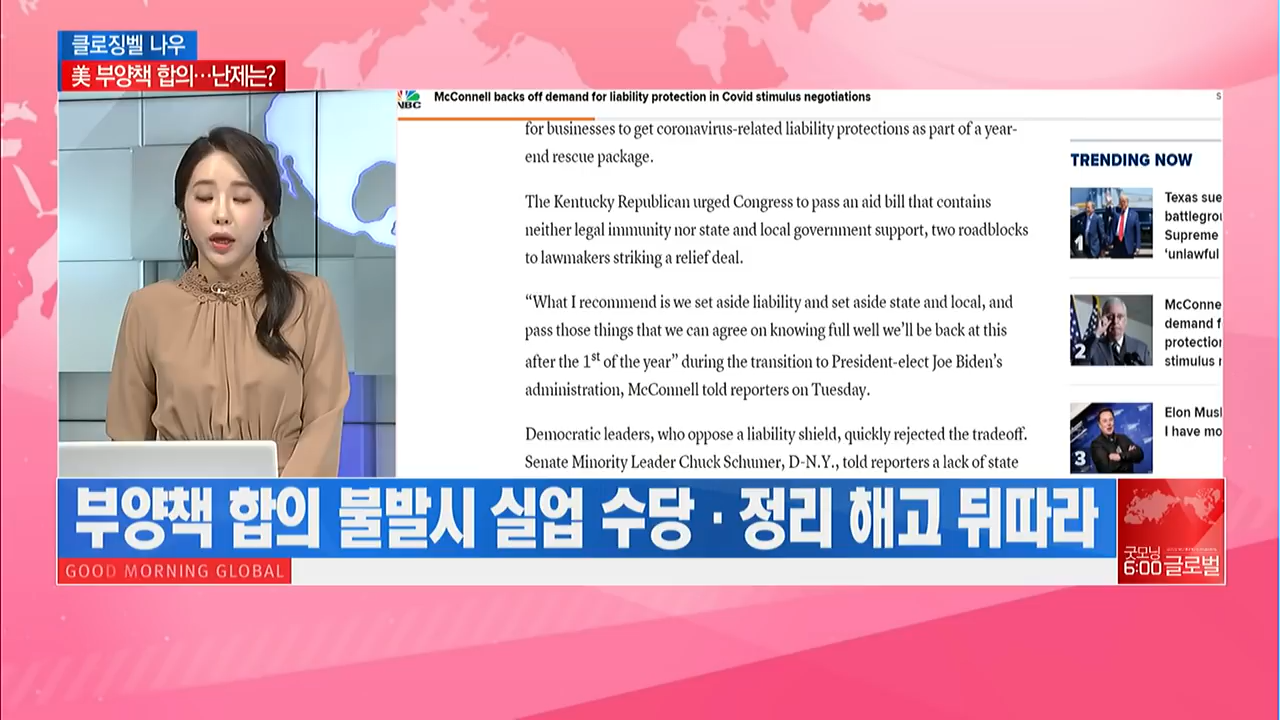 클로징벨 나우
美 부양책 합의…난제는?
NBC
McConnell backs off demand for liability protection in Covid stimulus negotiations
S
for businesses to get coronavirus-related liability protections as part of a year-
end rescue package.
The Kentucky Republican urged Congress to pass an aid bill that contains
neither legal immunity nor state and local government support, two roadblocks
to lawmakers striking a relief deal.
“What I recommend is we set aside liability and set aside state and local, and
pass those things that we can agree on knowing full well we’ll be back at this
after the 1st of the year” during the transition to President-elect Joe Biden’s
administration, McConnell told reporters on Tuesday.
Democratic leaders, who oppose a liability shield, quickly rejected the tradeoff.
Senate Minority Leader Chuck Schumer, D-N.Y., told reporters a lack of state
TRENDING NOW
Texas sue
battlegrou
Supreme
‘unlawful
2
McConne
demand f
protection
stimulus r
3
Elon Musk
I have mo
부양책 합의 불발시 실업 수당·정리 해고 뒤따라
GOOD MORNING GLOBAL
굿모닝
6:00 글로벌